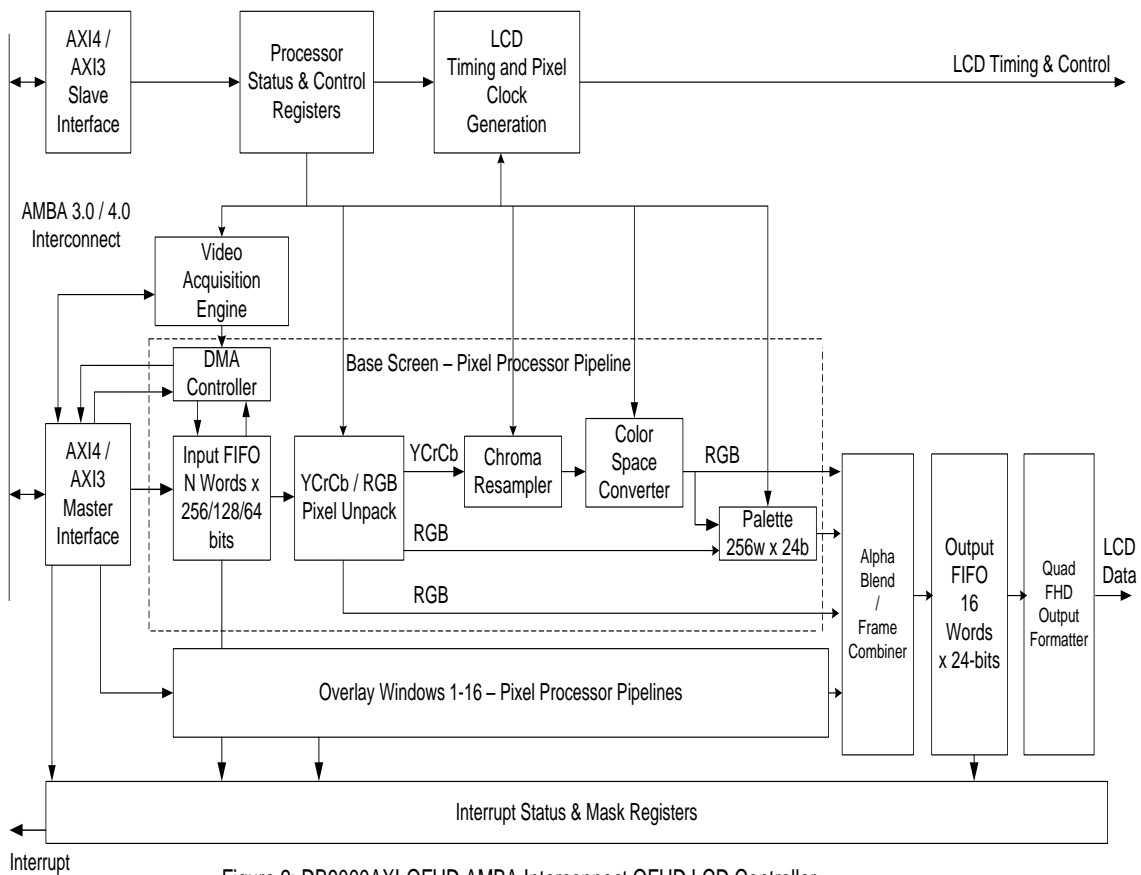 AXI4 /
AXI3
Slave
Interface
Processor
Status & Control
Registers
LCD
Timing and Pixel
Clock
Generation
LCD Timing & Control
AMBA 3.0 / 4.0
Interconnect
Video
Acquisition
Engine
Base Screen – Pixel Processor Pipeline
DMA
Controller
AXI4 /
AXI3
Master
Interface
Input FIFO
N Words x
256/128/64
bits
YCrCb / RGB
Pixel Unpack
YCrCb
Chroma
Resampler
Color
Space
Converter
RGB
RGB
Palette
256w x 24b
RGB
Alpha
Blend
/
Frame
Combiner
Output
FIFO
16
Words
x 24-bits
Quad
FHD
Output
Formatter
LCD
Data
Overlay Windows 1-16 – Pixel Processor Pipelines
Interrupt Status & Mask Registers
Interrupt